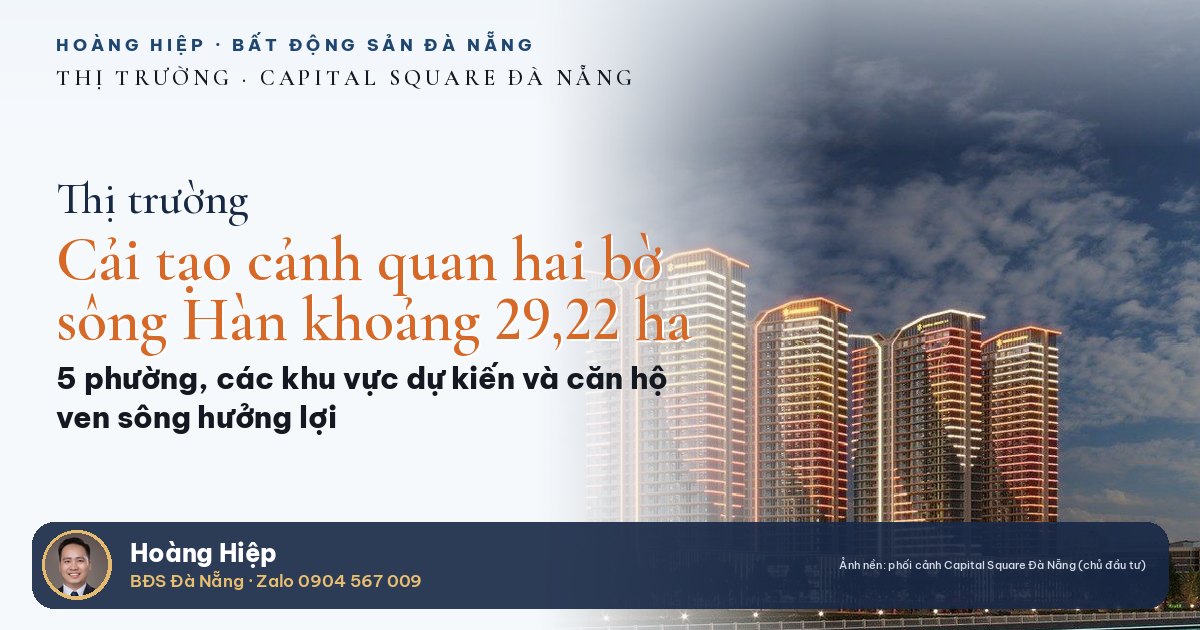 HOÀNG HIỆP · BẤT ĐỘNG SẢN ĐÀ NẴNG
THỊ TRƯỜNG · CAPITAL SQUARE ĐÀ NẴNG
Thị trường
Cải tạo cảnh quan hai bờ
sông Hàn khoảng 29,22 ha
5 phường, các khu vực dự kiến và căn hộ
ven sông hưởng lợi
Hoàng Hiệp
BĐS Đà Nẵng · Zalo 0904 567 009
Ảnh nền: phối cảnh Capital Square Đà Nẵng (chủ đầu tư)